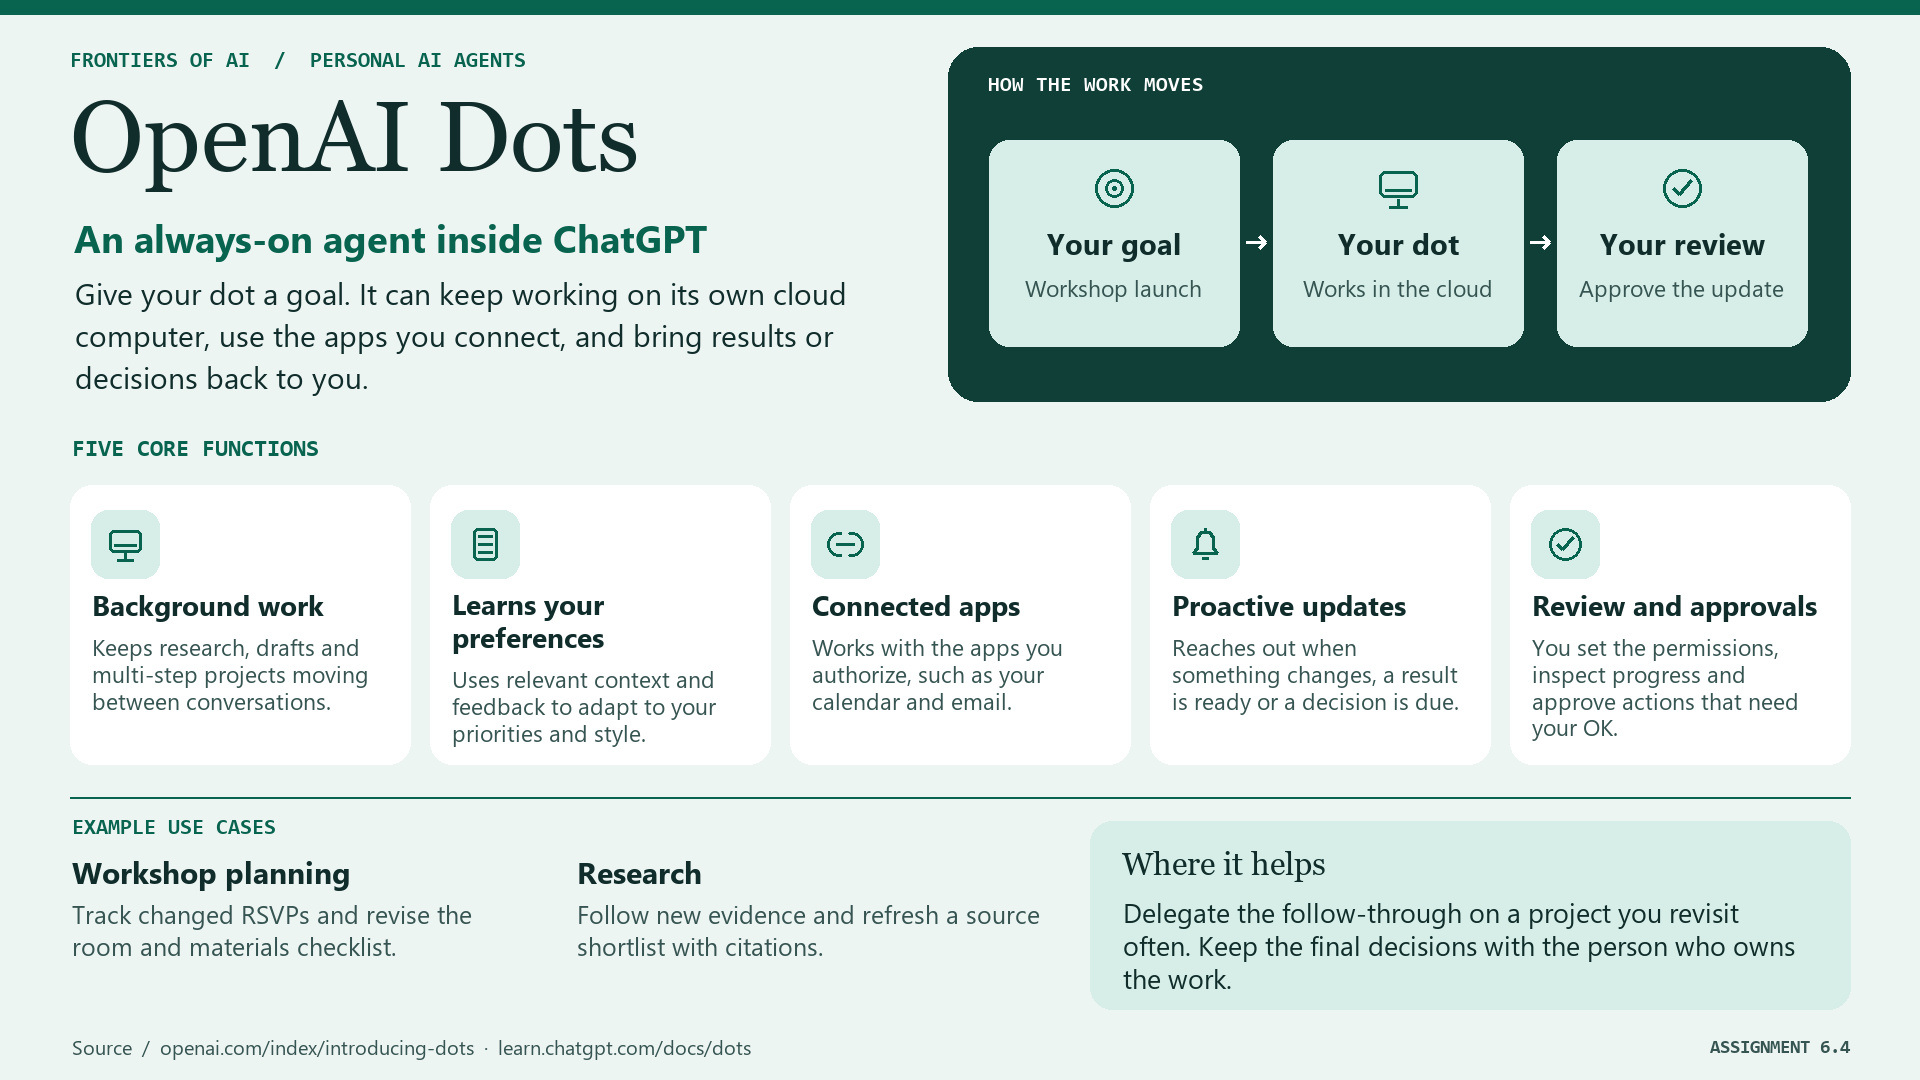 FRONTIERS OF AI / PERSONAL AI AGENTS
OpenAI Dots
An always-on agent inside ChatGPT
Give your dot a goal. It can keep working on its own cloud
computer, use the apps you connect, and bring results or
decisions back to you.
HOW THE WORK MOVES
Your goal
Workshop launch
→
Your dot
Works in the cloud
→
Your review
Approve the update
FIVE CORE FUNCTIONS
Background work
Keeps research, drafts and
multi-step projects moving
between conversations.
Learns your
preferences
Uses relevant context and
feedback to adapt to your
priorities and style.
Connected apps
Works with the apps you
authorize, such as your
calendar and email.
Proactive updates
Reaches out when
something changes, a result
is ready or a decision is due.
Review and approvals
You set the permissions,
inspect progress and
approve actions that need
your OK.
EXAMPLE USE CASES
Workshop planning
Track changed RSVPs and revise the
room and materials checklist.
Research
Follow new evidence and refresh a source
shortlist with citations.
Where it helps
Delegate the follow-through on a project you revisit
often. Keep the final decisions with the person who owns
the work.
Source / openai.com/index/introducing-dots · learn.chatgpt.com/docs/dots
ASSIGNMENT 6.4